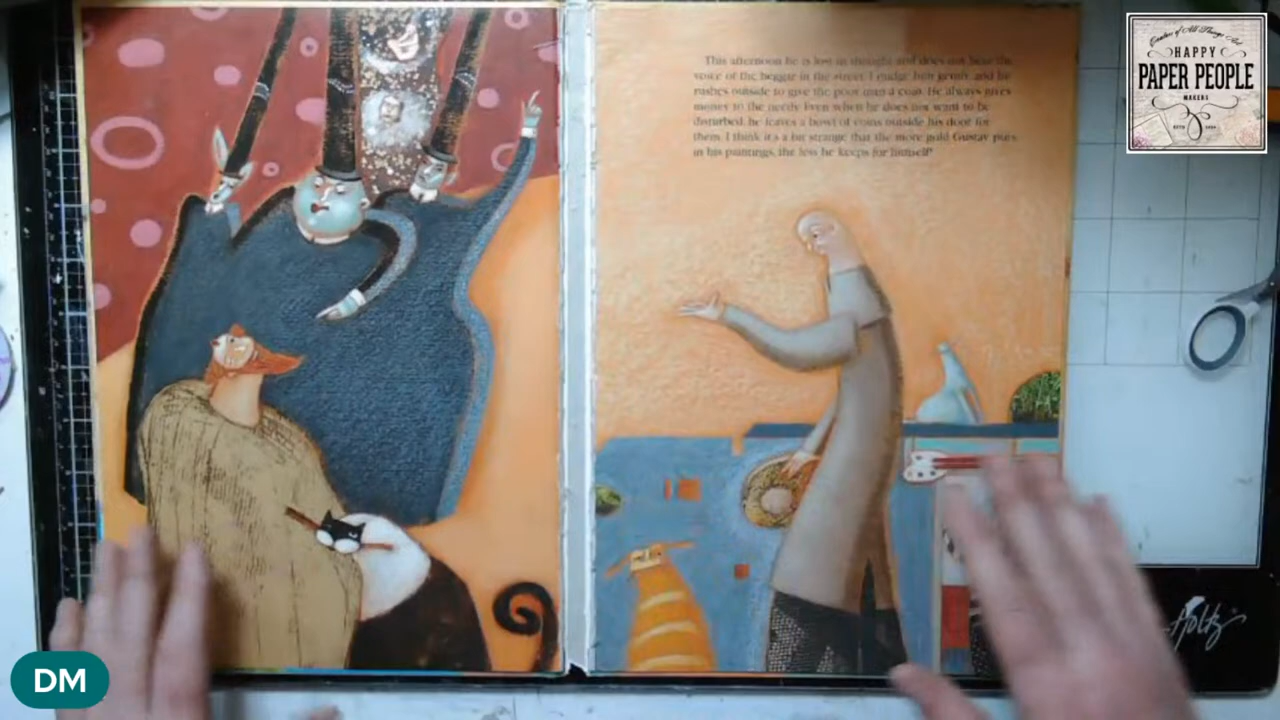 This afternoon he is lost in thought and does not hear the
voice of the beggar in the street. I nudge him gently and he
rushes outside to give the poor man a coin. He always gives
money to the needy. Even when he does not want to be
disturbed, he leaves a bowl of coins outside his door for
them. I think it's a bit strange that the more gold Gustav puts
in his paintings, the less he keeps for himself!
HAPPY
PAPER PEOPLE
MAKERS
Holtz
DM